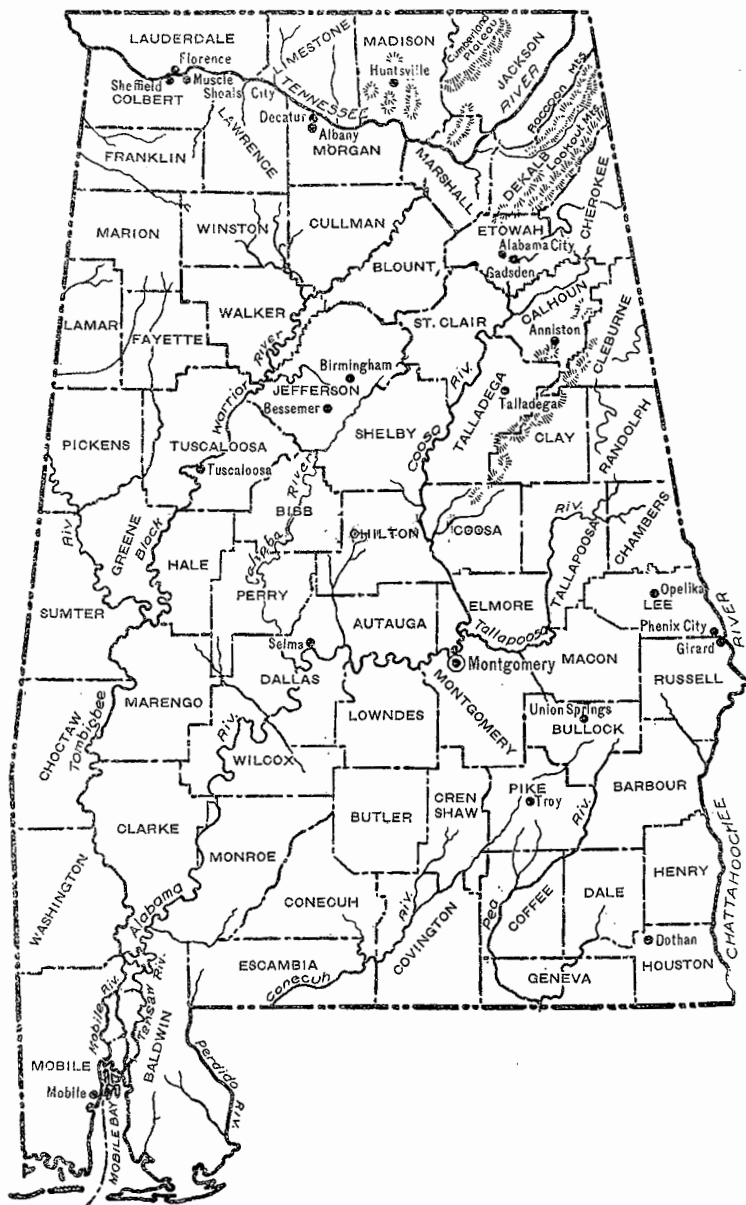 LAUDERDALE
Florence
Sheffield
Muscle
Shoals City
COLBERT
LIMESTONE
TENNESSEE
MADISON
Huntsville
Cumberland
Plateau
JACKSON
RIVER
Raccoon Mts.
Lookout Mts.
DEKALB
FRANKLIN
LAWRENCE
Decatur
Albany
MORGAN
MARSHALL
CHEROKEE
MARION
WINSTON
CULLMAN
BLOUNT
ETOWAH
Alabama City
Gadsden
LAMAR
FAYETTE
WALKER
RIVER
Warrior
ST. CLAIR
CALHOUN
Anniston
CLEBURNE
Birmingham
JEFFERSON
Bessemer
Riv.
Coosa
TALLADEGA
Talladega
CLAY
RANDOLPH
PICKENS
TUSCALOOSA
Tuscaloosa
SHELBY
River
Cahaba
BIBB
CHILTON
COOSA
Riv.
TALLAPOOSA
CHAMBERS
Riv.
GREENE
Black
HALE
PERRY
SUMTER
AUTAUGA
ELMORE
Tallapoosa
Opelika
LEE
Phenix City
Girard
RIVER
Selma
DALLAS
Montgomery
MACON
RUSSELL
MARENGO
LOWNDES
MONTGOMERY
Union Springs
BULLOCK
CHOCTAW
Tombigbee
Riv.
WILCOX
CLARKE
BUTLER
CREN
SHAW
PIKE
Troy
Riv.
BARBOUR
WASHINGTON
MONROE
Alabama
CONECUH
Riv.
COVINGTON
Pea
COFFEE
DALE
HENRY
CHATTAHOOCHEE
Dothan
HOUSTON
ESCAMBIA
Conecuh
GENEVA
Mobile Riv.
Tensaw Riv.
BALDWIN
Perdido
Riv.
MOBILE
Mobile
MOBILE BAY